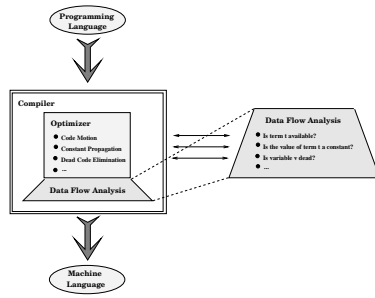 Programming
Language
Compiler
Optimizer
● Code Motion
● Constant Propagation
● Dead Code Elimination
● ...
Data Flow Analysis
Data Flow Analysis
● Is term t available?
● Is the value of term t a constant?
● Is variable v dead?
● ...
Machine
Language